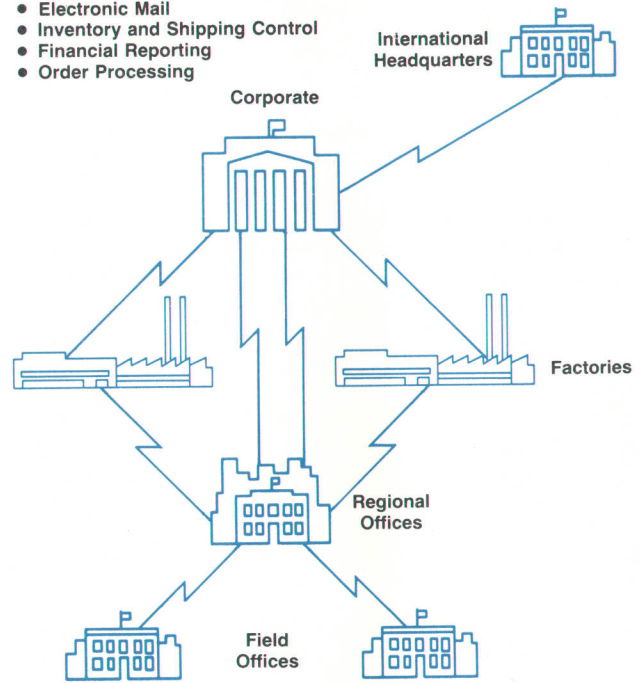 ● Electronic Mail
● Inventory and Shipping Control
● Financial Reporting
● Order Processing
International
Headquarters
Corporate
Factories
Regional
Offices
Field
Offices